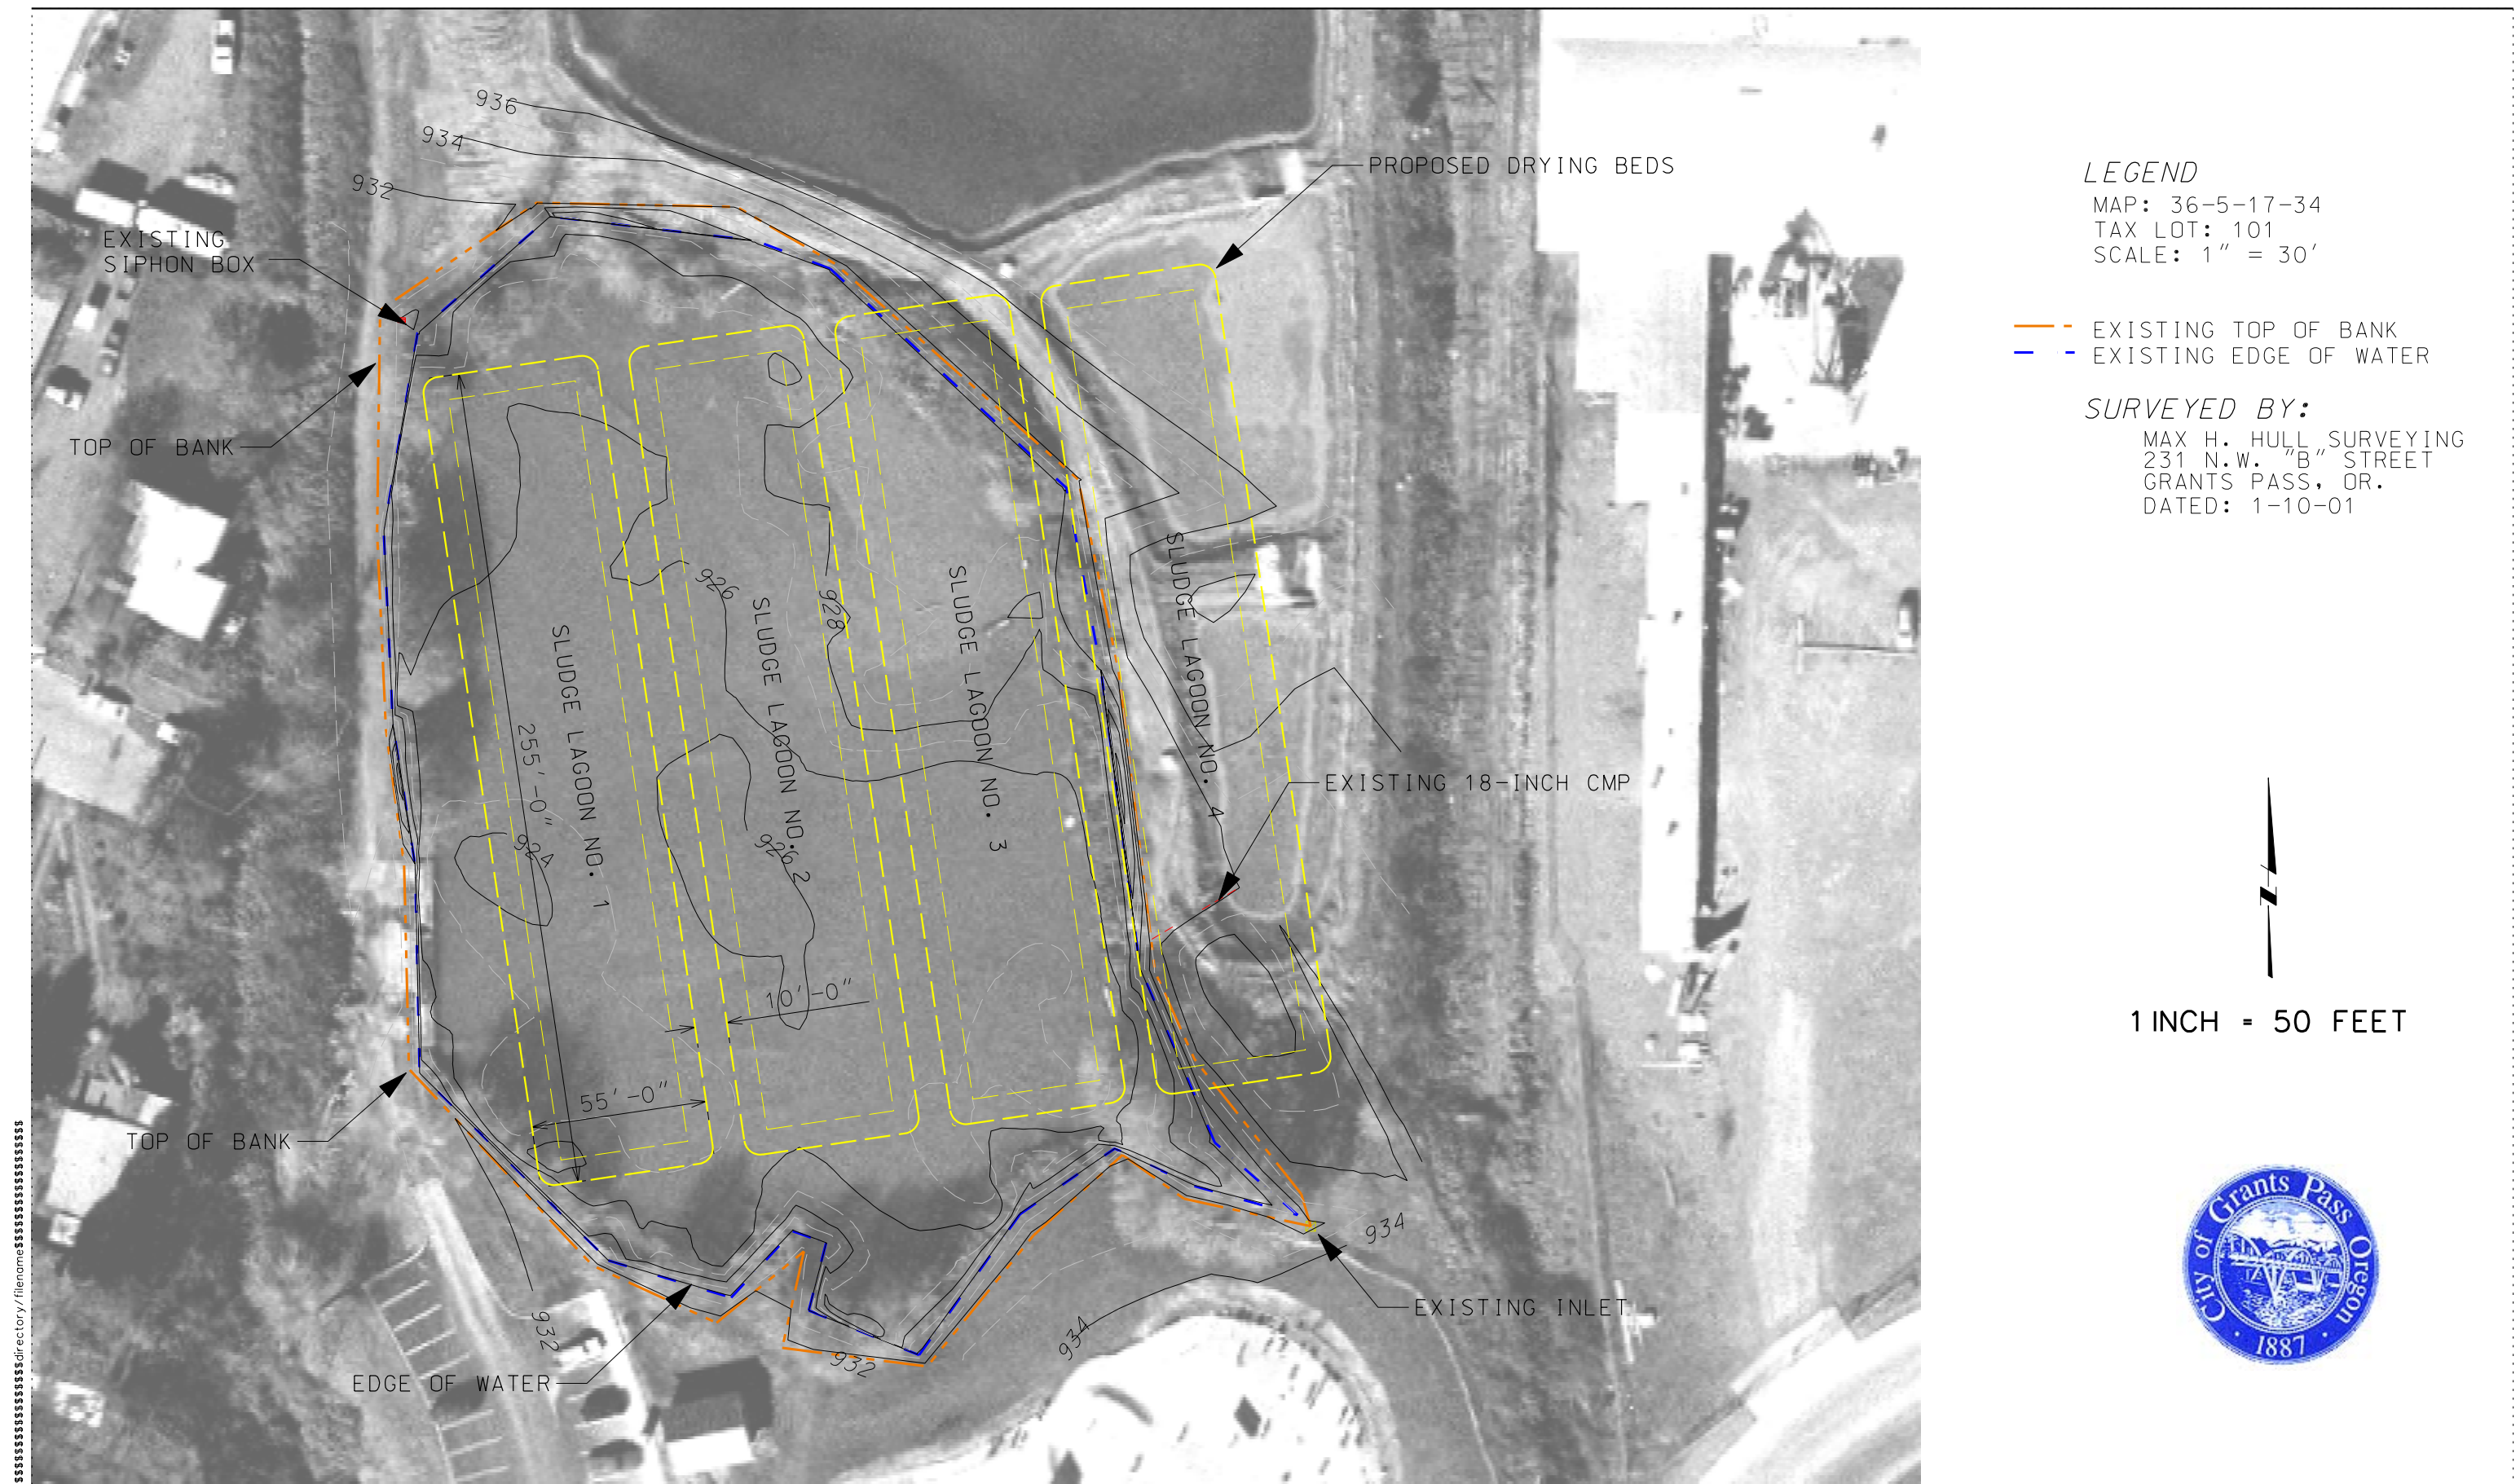 936
934
932
PROPOSED DRYING BEDS
EXISTING
SIPHON BOX
TOP OF BANK
926
928
SLUDGE LAGOON NO. 1
SLUDGE LAGOON NO. 2
SLUDGE LAGOON NO. 3
SLUDGE LAGOON NO. 4
255'-0"
924
926
EXISTING 18-INCH CMP
10'-0"
55'-0"
TOP OF BANK
934
EXISTING INLET
932
934
932
EDGE OF WATER
LEGEND
MAP: 36-5-17-34
TAX LOT: 101
SCALE: 1" = 30'
EXISTING TOP OF BANK
EXISTING EDGE OF WATER
SURVEYED BY:
MAX H. HULL SURVEYING
231 N.W. "B" STREET
GRANTS PASS, OR.
DATED: 1-10-01
1 INCH = 50 FEET
City of Grants Pass Oregon
· 1887 ·
directory/filename